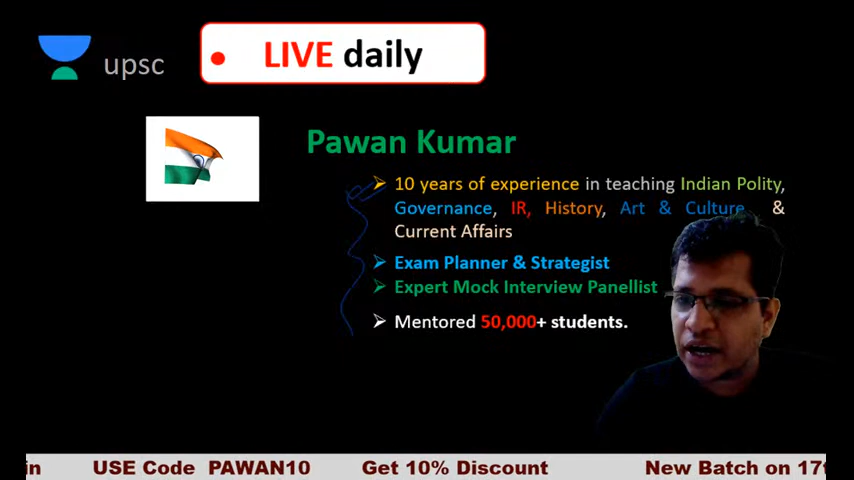 upsc
LIVE daily
Pawan Kumar
10 years of experience in teaching Indian Polity,
Governance, IR, History, Art & Culture &
Current Affairs
Exam Planner & Strategist
Expert Mock Interview Panellist
Mentored 50,000+ students.
in USE Code PAWAN10 Get 10% Discount New Batch on 17